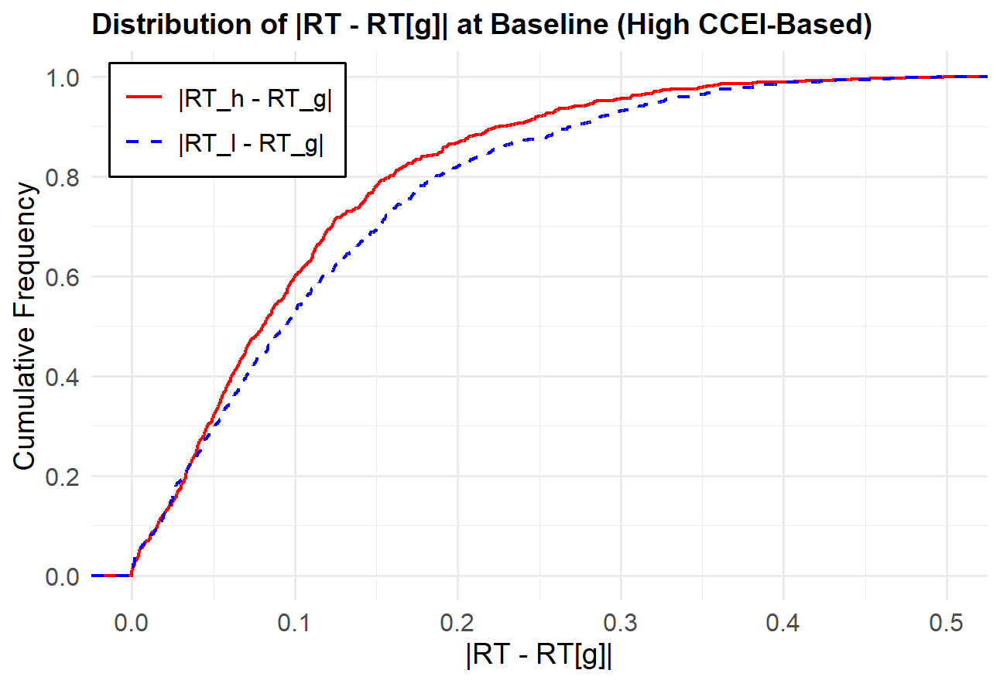 Distribution of |RT - RT[g]| at Baseline (High CCEI-Based)
|RT_h - RT_g|
|RT_l - RT_g|
Cumulative Frequency
1.0
0.8
0.6
0.4
0.2
0.0
0.0 0.1 0.2 0.3 0.4 0.5
|RT - RT[g]|